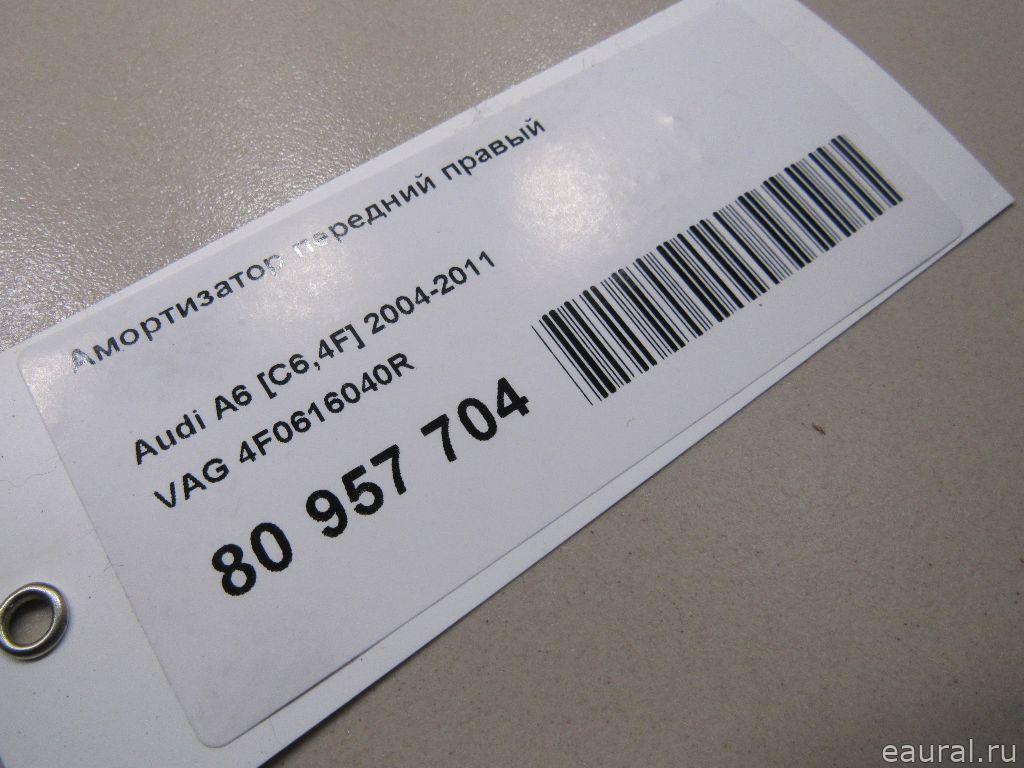 Амортизатор передний правый
Audi A6 [C6,4F] 2004-2011
VAG 4F0616040R
80 957 704
eaural.ru